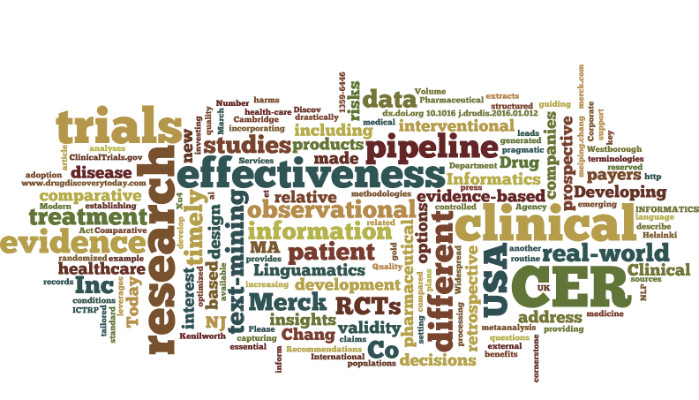 trials
research
effectiveness
clinical
CER
different
pipeline
evidence
observational
information
text mining
timely
USA
patient
real-world
data
studies
treatment
Merck
RCTs
Inc
Co
Chang
insights
validity
decisions
address
Clinical
Developing
payers
companies
prospective
retrospective
evidence-based
Informatics
Drug
interventional
including
products
made
risks
new
relative
MA
Linguamatics
development
pharmaceutical
options
interest
based
design
NJ
Today
healthcare
comparative
disease
www.drugdiscoverytoday.com
ClinicalTrials.gov
adoption
analyses
article
Modern
establishing
Act
Comparative
randomized
example
records
conditions
ICTRP
tailored
standard
leverages
develop
Xu4
optimized
available
al
et
Kenilworth
essential
capturing
Please
increasing
provides
inform
Recommendations
International
claims
populations
Quality
gold
related
methodologies
Services
incorporating
Cambridge
health-care
Number
harms
March
quality
investing
drastically
Discov
1359-6446
medical
dx.doi.org
10.1016
j.drudis.2016.01.012
Volume
Pharmaceutical
extracts
structured
controlled
Department
press
Agency
leads
generated
pragmatic
guiding
emerging
Westborough
terminologies
reserved
http
meiping.chang
merck.com
Corporate
support
key
Helsinki
INFORMATICS
language
describe
sources
NLP
another
routine
UK
medicine
providing
cornerstone
metaanalysis
questions
external
benefits
Widespread
processing
plans
compared
setting